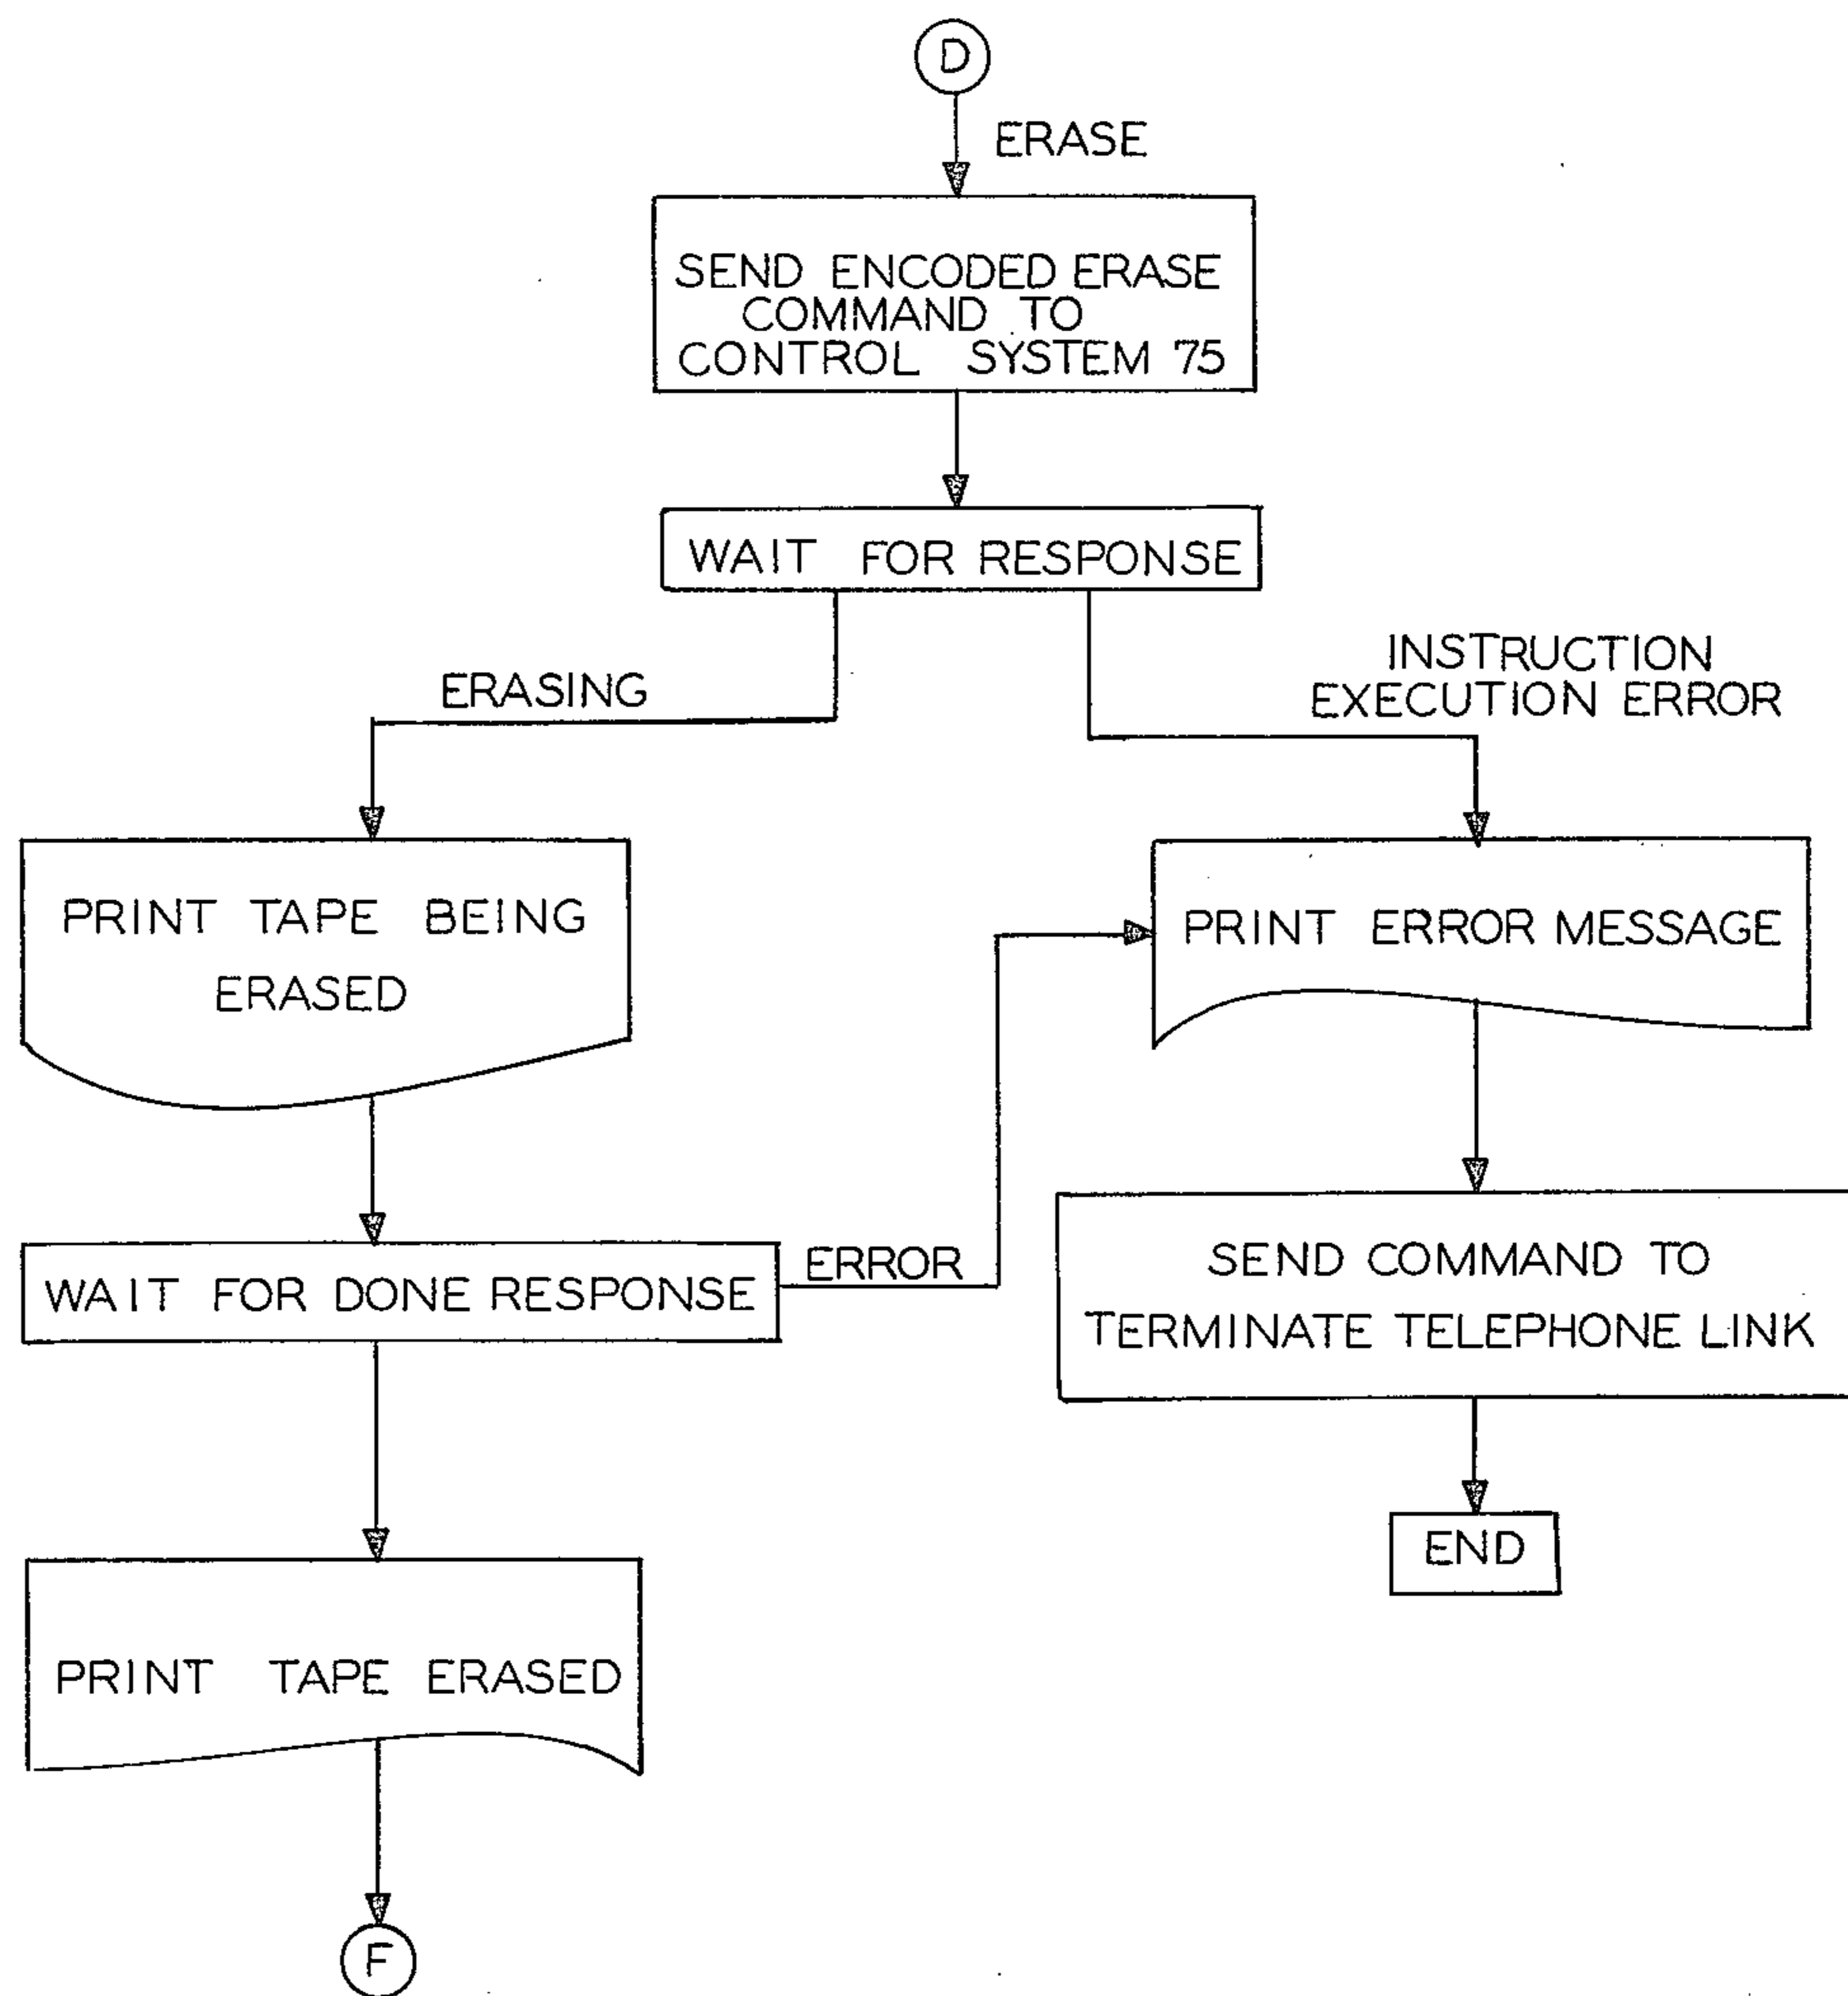 D
ERASE
SEND ENCODED ERASE
COMMAND TO
CONTROL SYSTEM 75
WAIT FOR RESPONSE
ERASING
INSTRUCTION
EXECUTION ERROR
PRINT TAPE BEING
ERASED
PRINT ERROR MESSAGE
WAIT FOR DONE RESPONSE
ERROR
SEND COMMAND TO
TERMINATE TELEPHONE LINK
END
PRINT TAPE ERASED
F